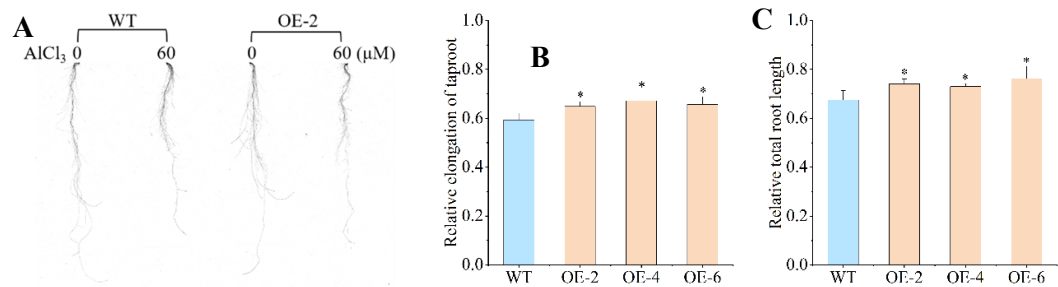 A
WT
OE-2
AlCl₃ 0 60 0 60 (μM)
B
Relative elongation of taproot
1.0
0.8
0.6
0.4
0.2
0.0
* * *
WT OE-2 OE-4 OE-6
C
Relative total root length
1.0
0.8
0.6
0.4
0.2
0.0
* * *
WT OE-2 OE-4 OE-6